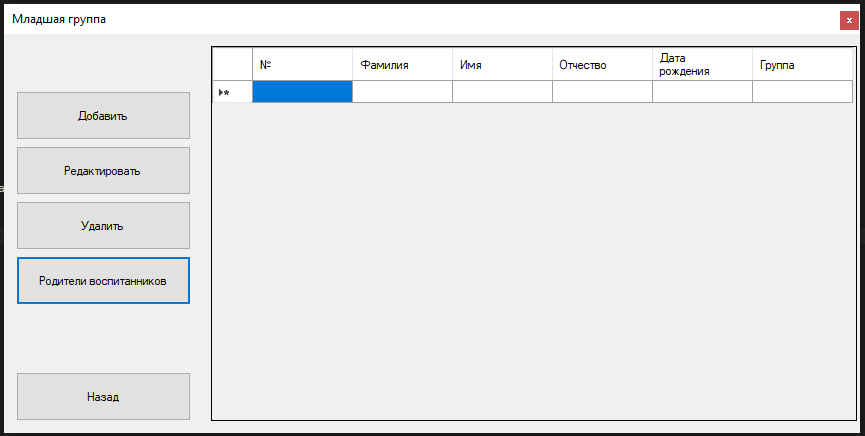 Младшая группа
x
№
Фамилия
Имя
Отчество
Дата
рождения
Группа
Добавить
Редактировать
Удалить
Родители воспитанников
Назад